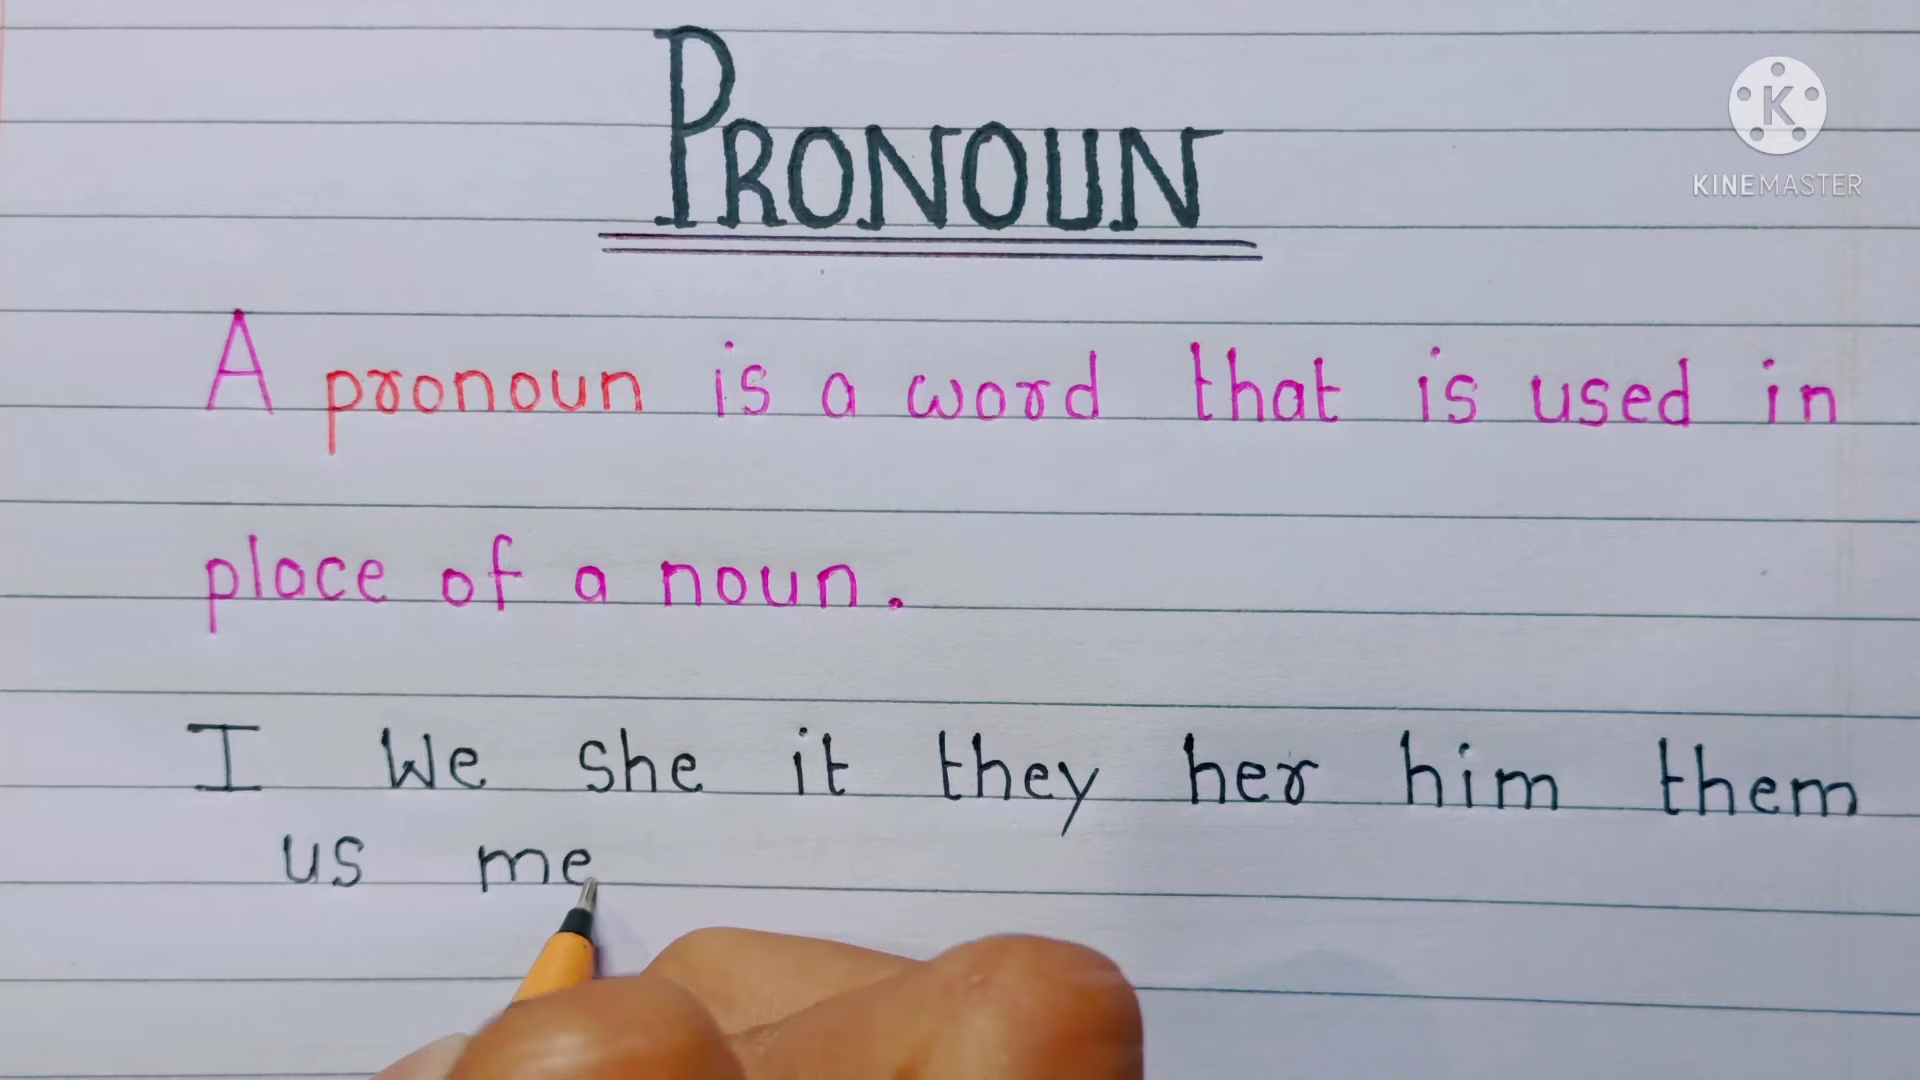 PRONOUN
KINEMASTER
A pronoun is a word that is used in
place of a noun.
I We she it they her him them
us me